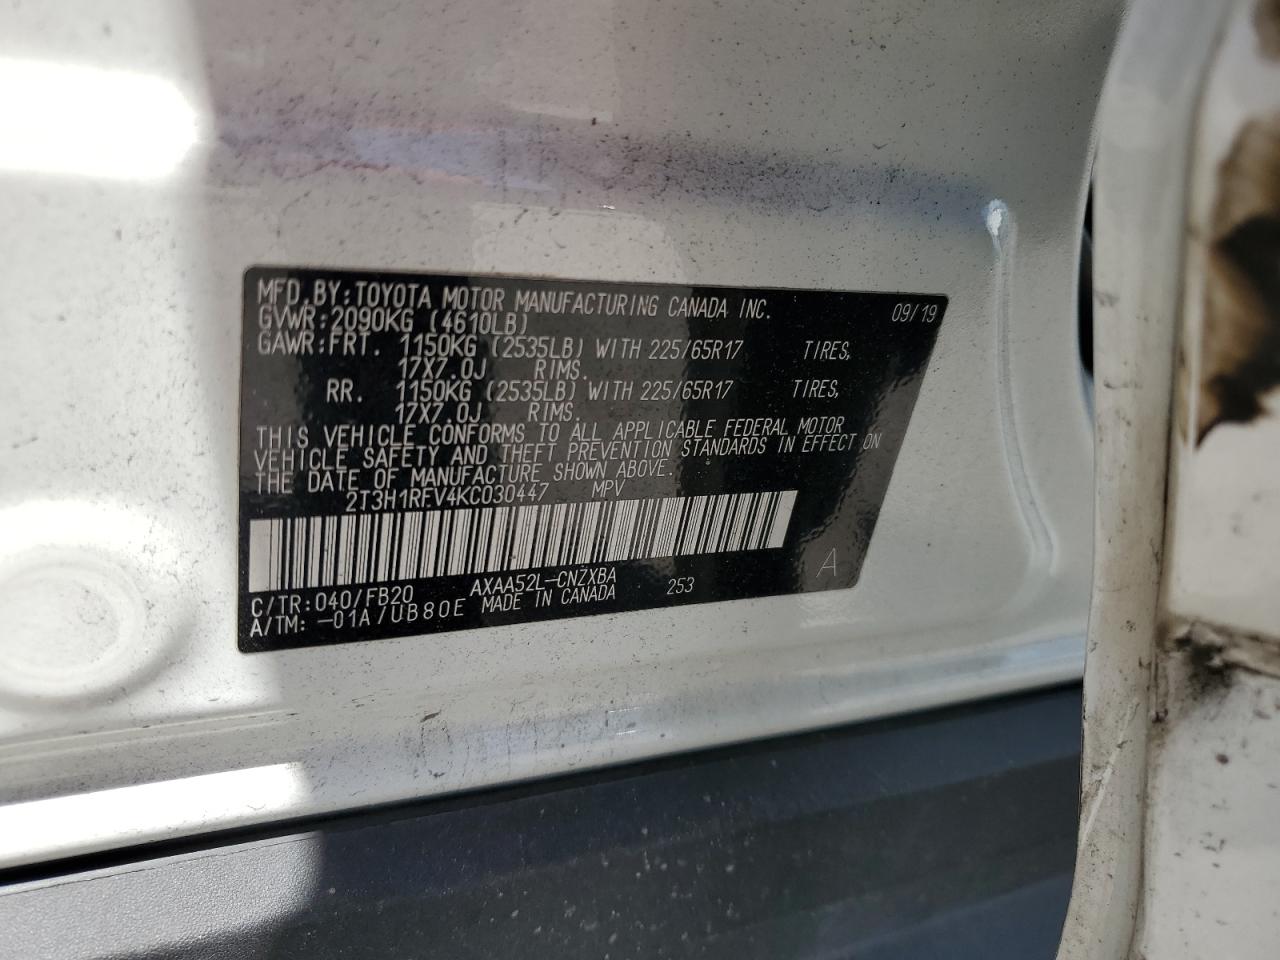 MFD.BY:TOYOTA MOTOR MANUFACTURING CANADA INC. 09/19
GVWR:2090KG (4610LB)
GAWR:FRT. 1150KG (2535LB) WITH 225/65R17 TIRES,
17X7.0J RIMS.
RR. 1150KG (2535LB) WITH 225/65R17 TIRES,
17X7.0J RIMS.
THIS VEHICLE CONFORMS TO ALL APPLICABLE FEDERAL MOTOR
VEHICLE SAFETY AND THEFT PREVENTION STANDARDS IN EFFECT ON
THE DATE OF MANUFACTURE SHOWN ABOVE.
2T3H1RFV4KC030447 MPV
C/TR:040/FB20 AXAA52L-CNZXBA 253 A
A/TM: -01A/UB80E MADE IN CANADA